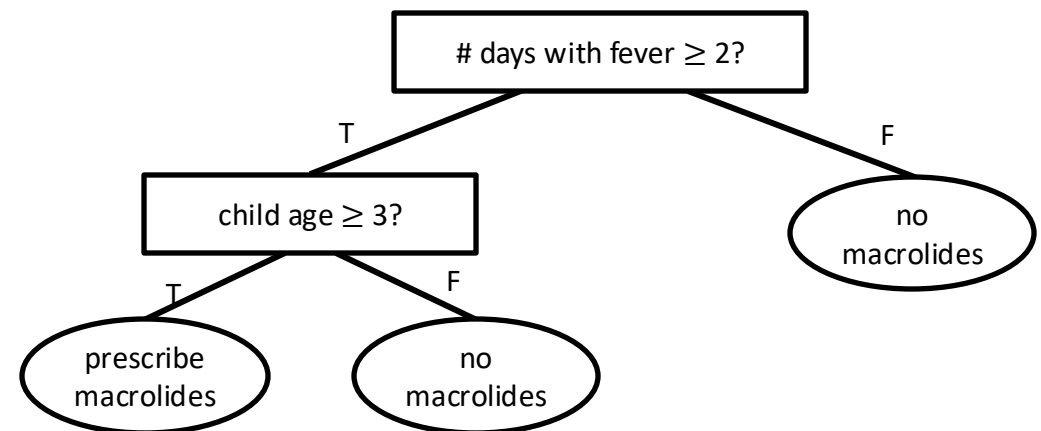 # days with fever ≥ 2?
T
F
child age ≥ 3?
no
macrolides
T
F
prescribe
macrolides
no
macrolides